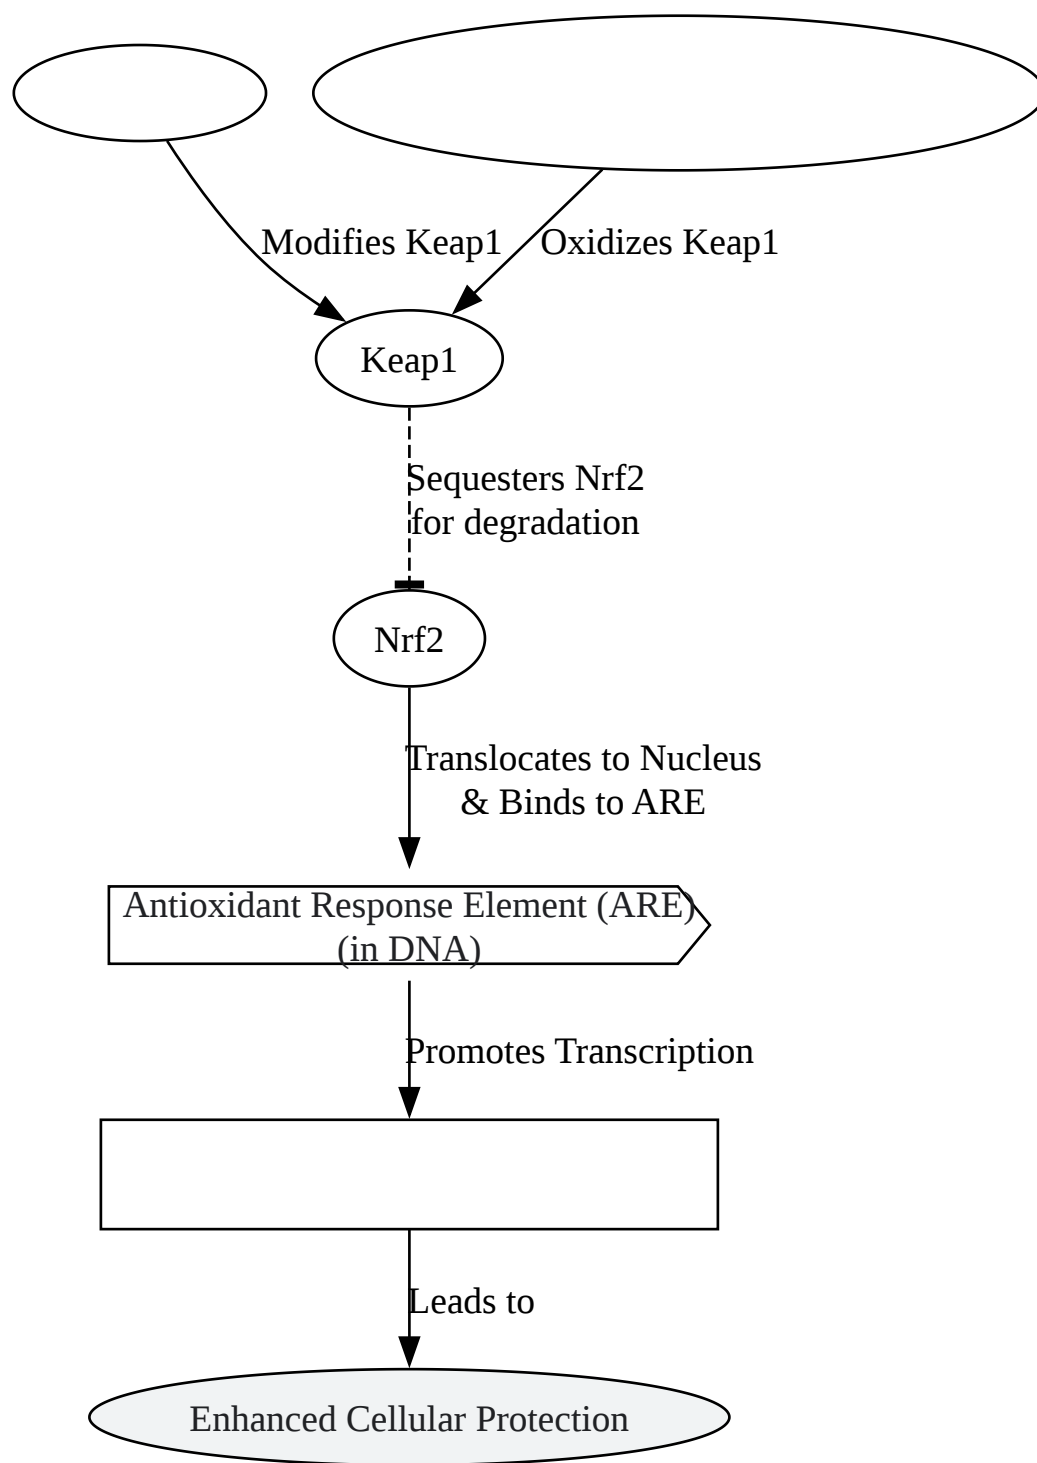 Modifies Keap1
Oxidizes Keap1
Keap1
Sequesters Nrf2
for degradation
Nrf2
Translocates to Nucleus
& Binds to ARE
Antioxidant Response Element (ARE)
(in DNA)
Promotes Transcription
Leads to
Enhanced Cellular Protection